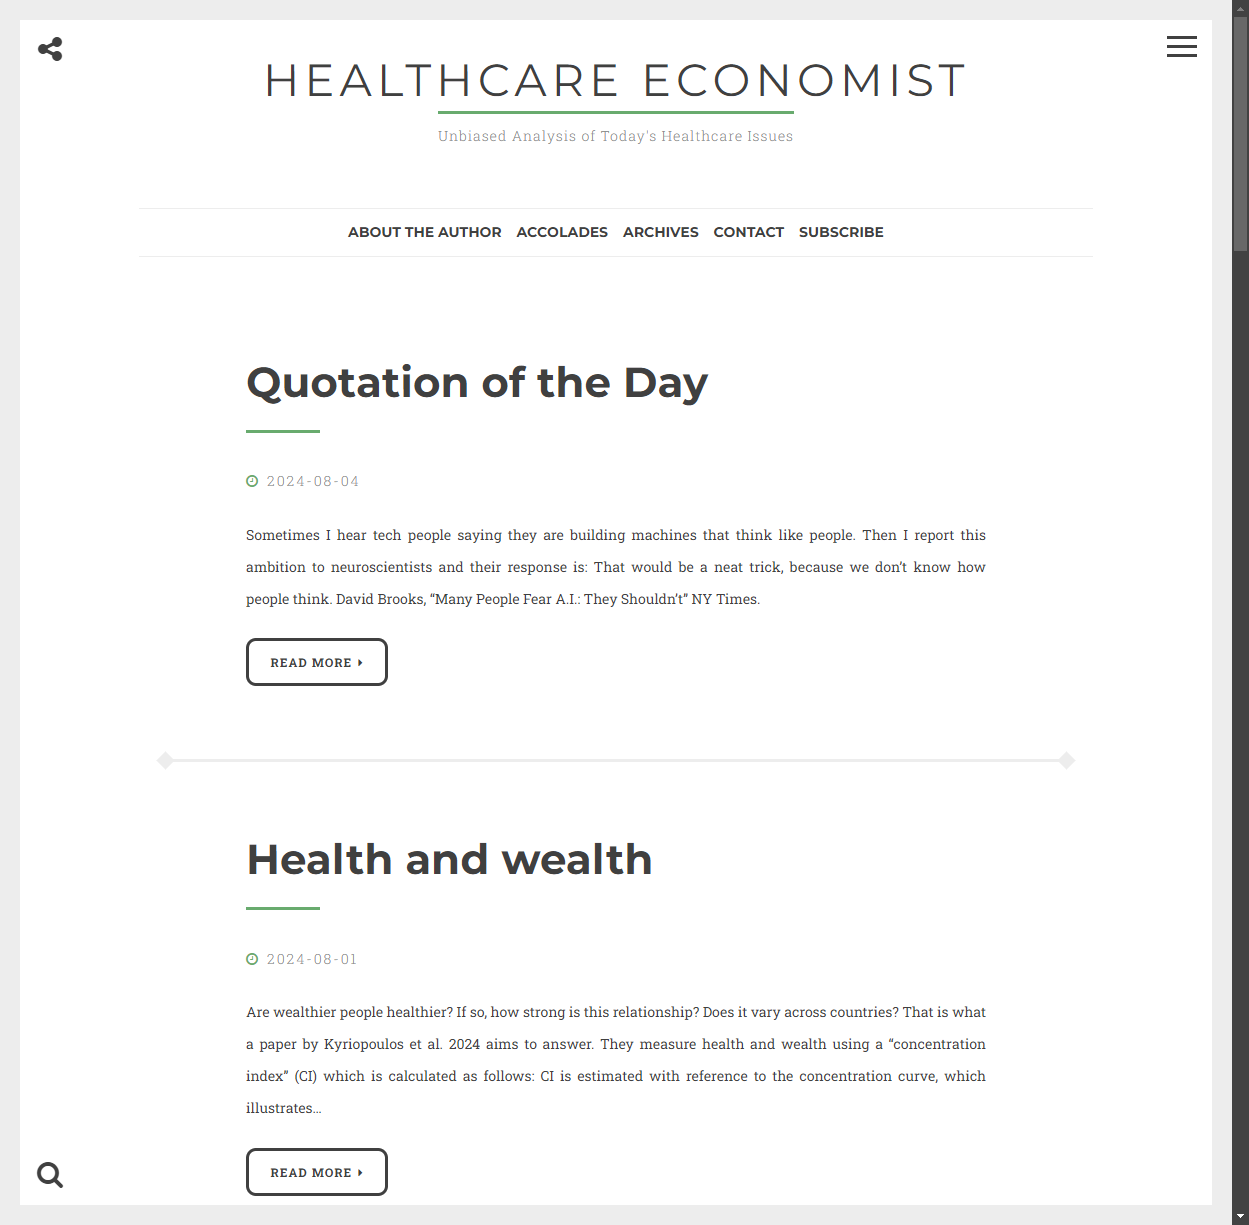 HEALTHCARE ECONOMIST
Unbiased Analysis of Today's Healthcare Issues
ABOUT THE AUTHOR ACCOLADES ARCHIVES CONTACT SUBSCRIBE
Quotation of the Day
2024-08-04
Sometimes I hear tech people saying they are building machines that think like people. Then I report this
ambition to neuroscientists and their response is: That would be a neat trick, because we don’t know how
people think. David Brooks, “Many People Fear A.I.: They Shouldn’t” NY Times.
READ MORE
Health and wealth
2024-08-01
Are wealthier people healthier? If so, how strong is this relationship? Does it vary across countries? That is what
a paper by Kyriopoulos et al. 2024 aims to answer. They measure health and wealth using a “concentration
index” (CI) which is calculated as follows: CI is estimated with reference to the concentration curve, which
illustrates…
READ MORE